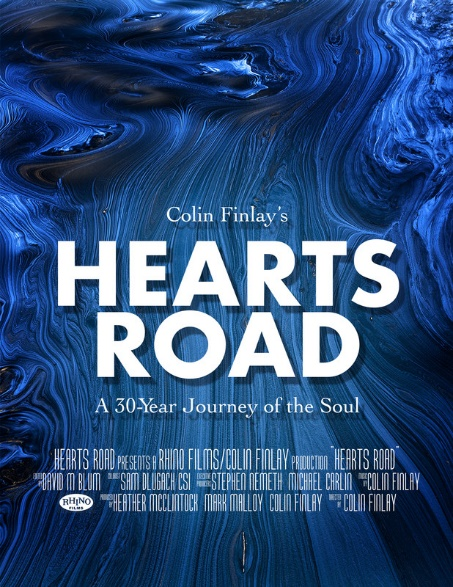 Colin Finlay's
HEARTS
ROAD
A 30-Year Journey of the Soul
HEARTS ROAD PRESENTS A RHINO FILMS/COLIN FINLAY PRODUCTION "HEARTS ROAD"
DAVID M BLUM SAM DLUGACH CSI STEPHEN NEMETH MICHAEL CARLIN COLIN FINLAY
RHINO FILMS HEATHER MCCLINTOCK MARK MALLOY COLIN FINLAY COLIN FINLAY